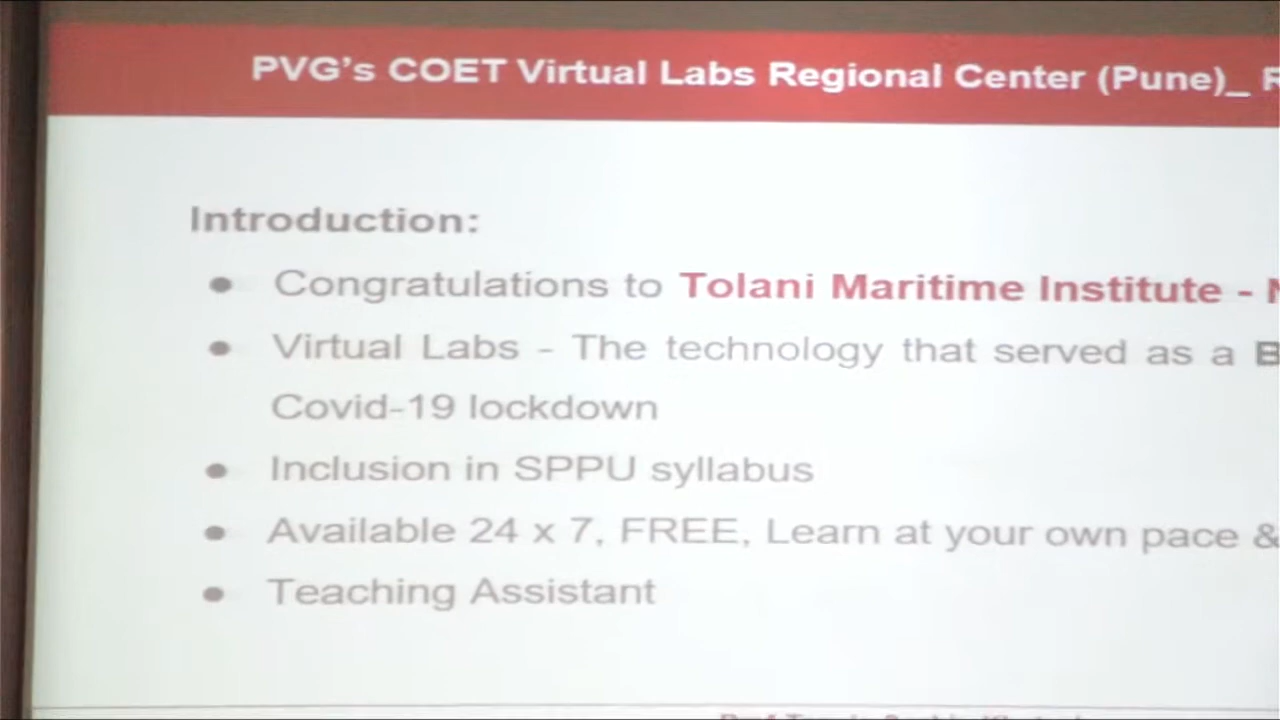 PVG's COET Virtual Labs Regional Center (Pune)_
Introduction:
● Congratulations to Tolani Maritime Institute -
● Virtual Labs - The technology that served as a
Covid-19 lockdown
● Inclusion in SPPU syllabus
● Available 24 x 7, FREE, Learn at your own pace &
● Teaching Assistant